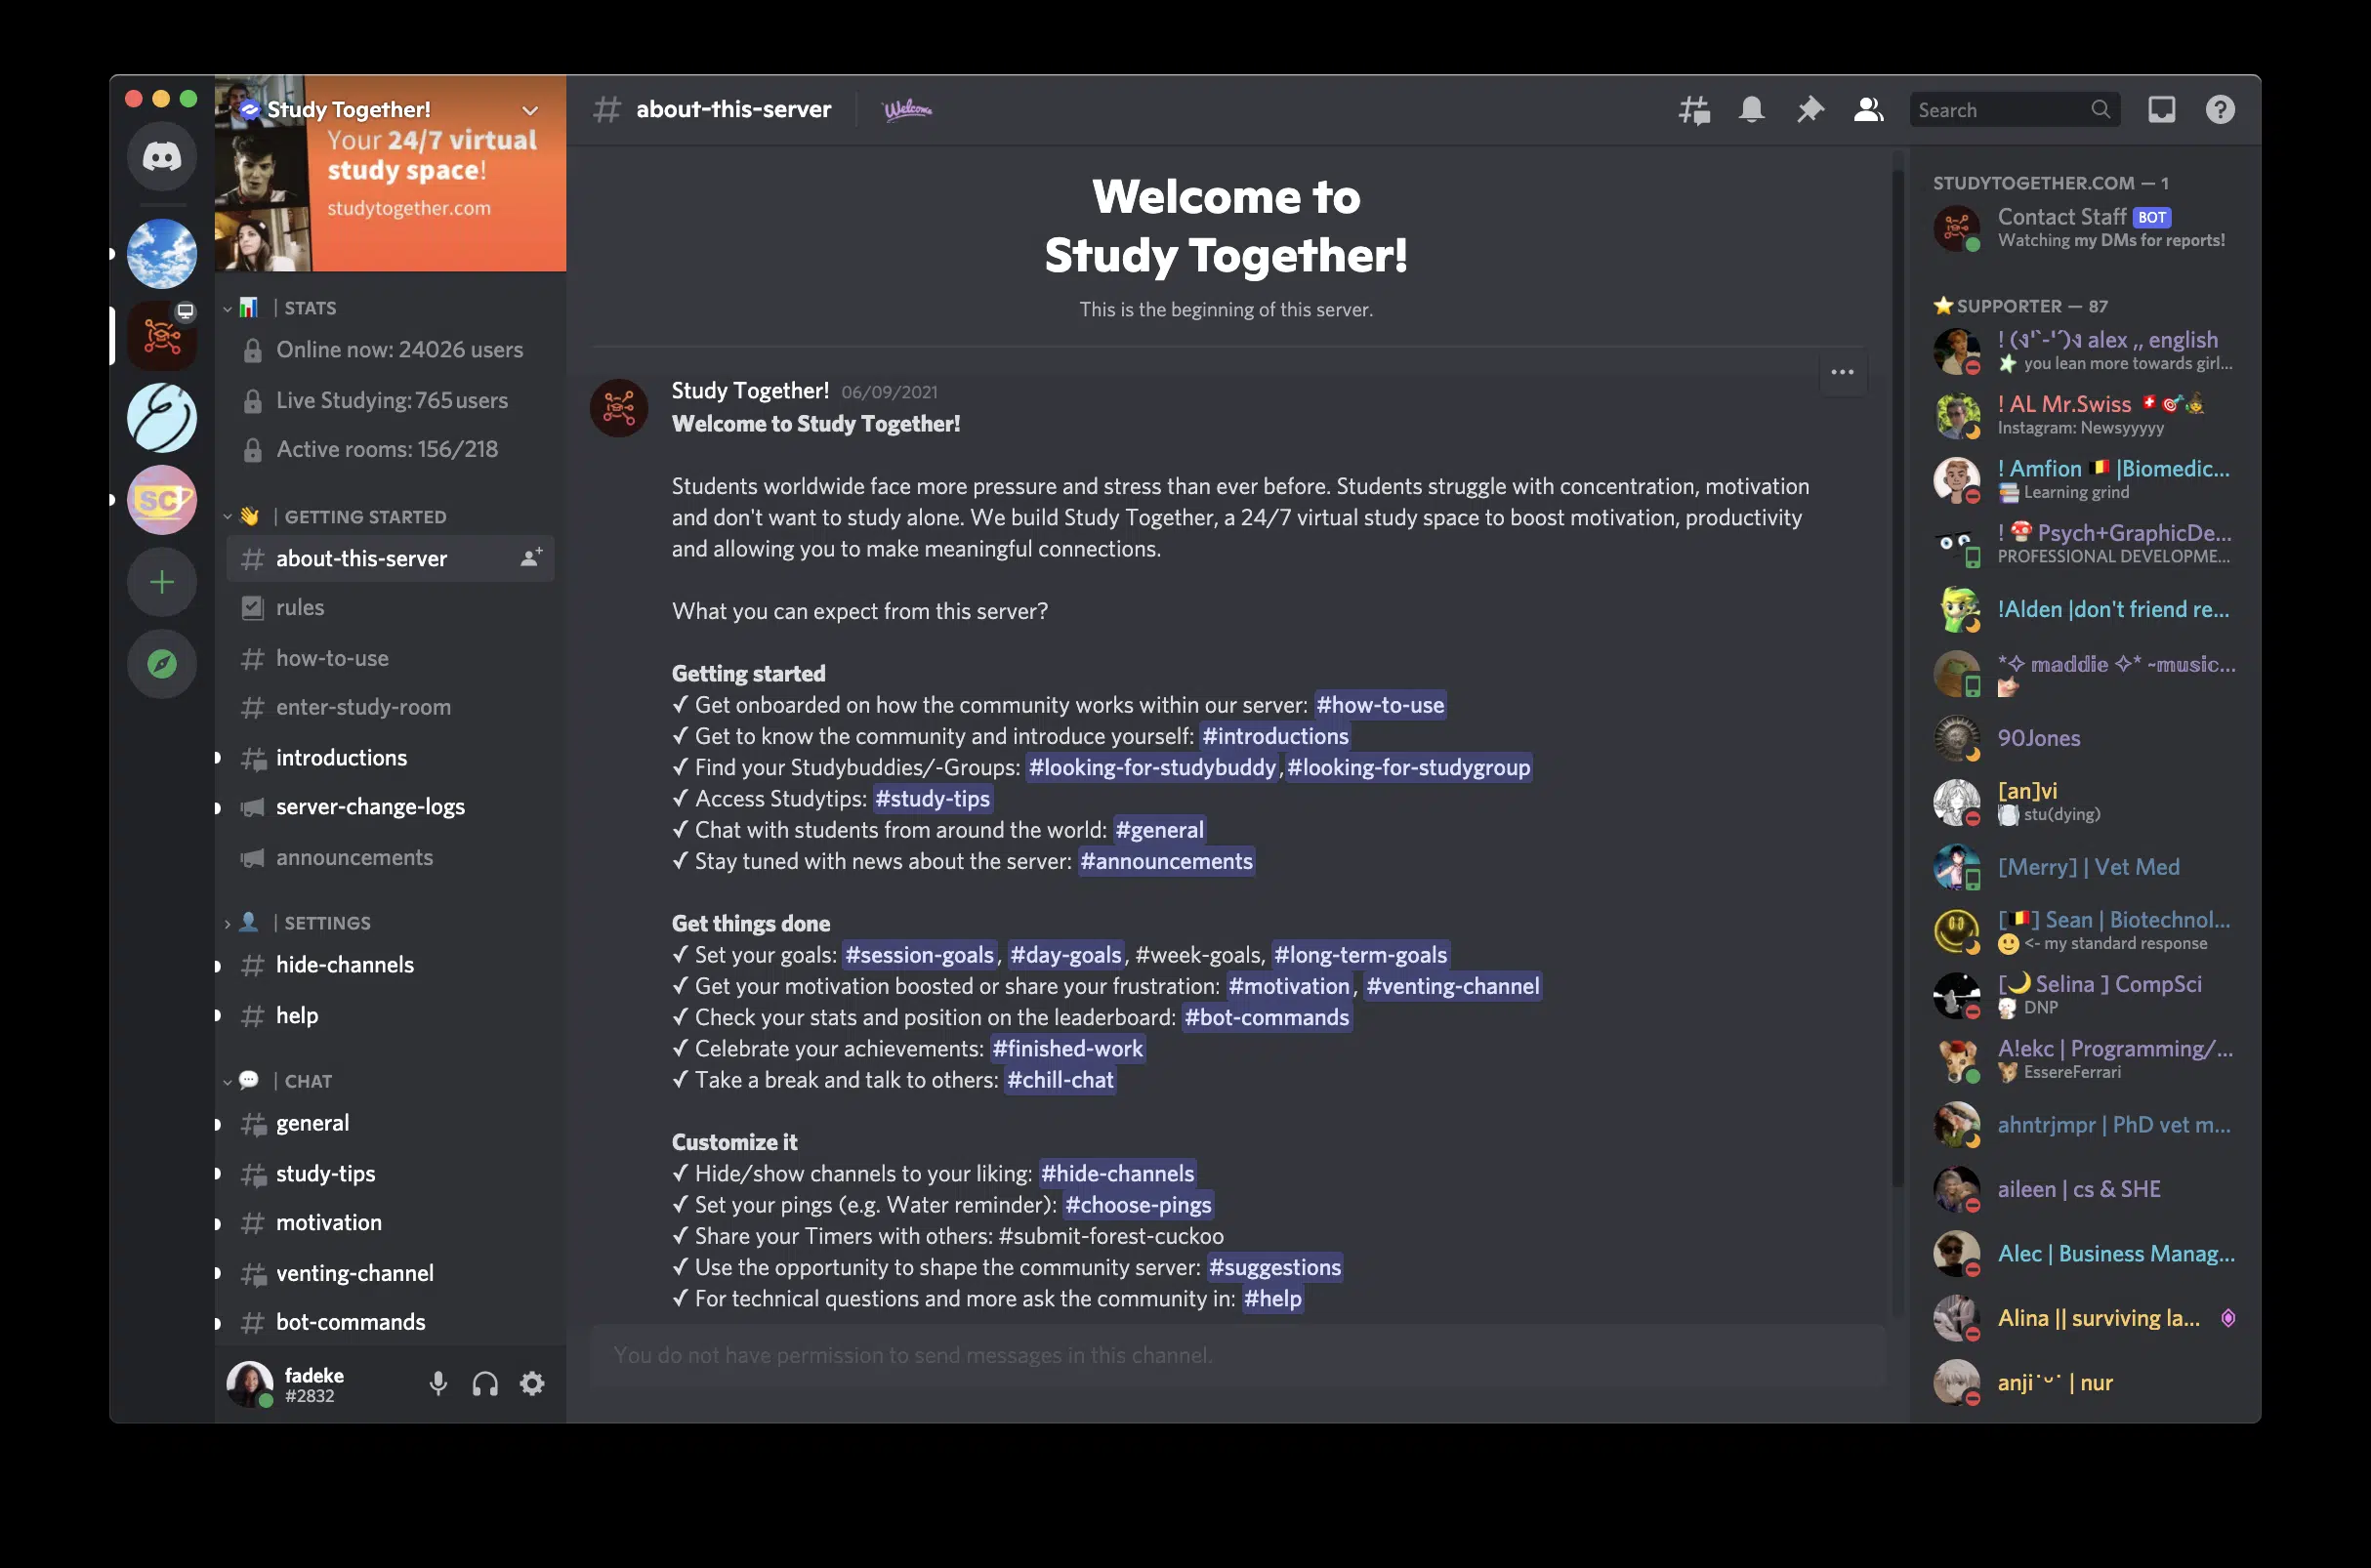 Study Together!
Your 24/7 virtual
study space!
studytogether.com
| STATS
Online now: 24026 users
Live Studying: 765 users
Active rooms: 156/218
| GETTING STARTED
about-this-server
rules
how-to-use
enter-study-room
introductions
server-change-logs
announcements
| SETTINGS
hide-channels
help
| CHAT
general
study-tips
motivation
venting-channel
bot-commands
fadeke
#2832
SC
about-this-server
Welcome
Search
Welcome to
Study Together!
This is the beginning of this server.
Study Together! 06/09/2021
Welcome to Study Together!
Students worldwide face more pressure and stress than ever before. Students struggle with concentration, motivation
and don't want to study alone. We build Study Together, a 24/7 virtual study space to boost motivation, productivity
and allowing you to make meaningful connections.
What you can expect from this server?
Getting started
✓ Get onboarded on how the community works within our server: #how-to-use
✓ Get to know the community and introduce yourself: #introductions
✓ Find your Studybuddies/-Groups: #looking-for-studybuddy, #looking-for-studygroup
✓ Access Studytips: #study-tips
✓ Chat with students from around the world: #general
✓ Stay tuned with news about the server: #announcements
Get things done
✓ Set your goals: #session-goals, #day-goals, #week-goals, #long-term-goals
✓ Get your motivation boosted or share your frustration: #motivation, #venting-channel
✓ Check your stats and position on the leaderboard: #bot-commands
✓ Celebrate your achievements: #finished-work
✓ Take a break and talk to others: #chill-chat
Customize it
✓ Hide/show channels to your liking: #hide-channels
✓ Set your pings (e.g. Water reminder): #choose-pings
✓ Share your Timers with others: #submit-forest-cuckoo
✓ Use the opportunity to shape the community server: #suggestions
✓ For technical questions and more ask the community in: #help
You do not have permission to send messages in this channel.
STUDYTOGETHER.COM — 1
Contact Staff BOT
Watching my DMs for reports!
⭐ SUPPORTER — 87
! (ง'̀-'́)ง alex ,, english
you lean more towards girl...
! AL Mr.Swiss 🇨🇭🎯
Instagram: Newsyyyyy
! Amfion 🇧🇪 |Biomedic...
📚 Learning grind
! 🍄 Psych+GraphicDe...
PROFESSIONAL DEVELOPME...
!Alden |don't friend re...
*✧ 𝕞𝕒𝕕𝕕𝕚𝕖 ✧* ~music...
90Jones
[an]vi
stu(dying)
[Merry] | Vet Med
[🇧🇪] Sean | Biotechnol...
🙂 <- my standard response
[🌙 Selina ] CompSci
DNP
A!ekc | Programming/...
EssereFerrari
ahntrjmpr | PhD vet m...
aileen | cs & SHE
Alec | Business Manag...
Alina || surviving la...
anji˙ᵕ˙ | nur